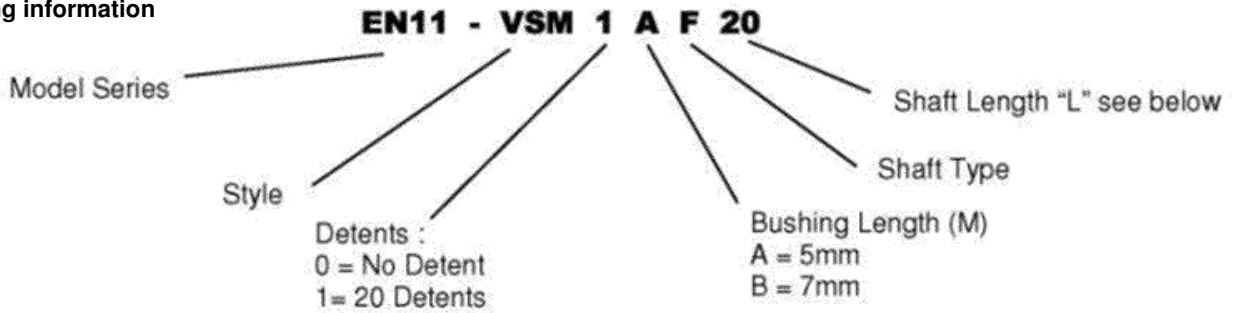 g information
EN11 - VSM 1 A F 20
Model Series
Shaft Length “L” see below
Shaft Type
Style
Bushing Length (M)
A = 5mm
B = 7mm
Detents :
0 = No Detent
1= 20 Detents